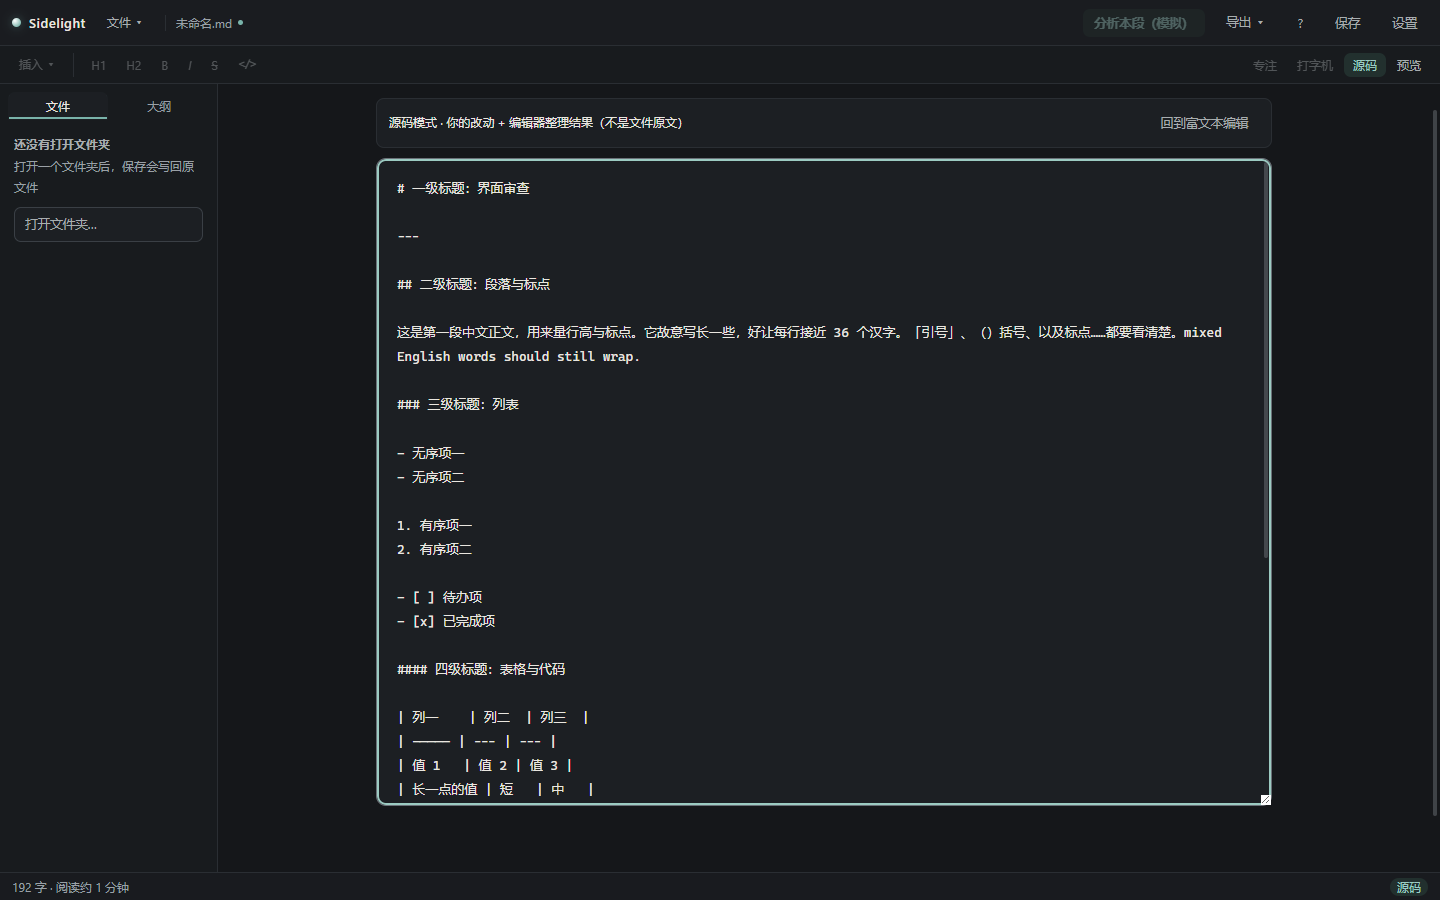 Sidelight 文件 未命名.md 分析本段（模拟） 导出 ? 保存 设置
插入 H1 H2 B I S </> 专注 打字机 源码 预览
文件 大纲
还没有打开文件夹
打开一个文件夹后，保存会写回原
文件
打开文件夹...
源码模式 · 你的改动 + 编辑器整理结果（不是文件原文） 回到富文本编辑
# 一级标题：界面审查
---
## 二级标题：段落与标点
这是第一段中文正文，用来量行高与标点。它故意写长一些，好让每行接近 36 个汉字。「引号」、（）括号、以及标点……都要看清楚。mixed
English words should still wrap.
### 三级标题：列表
- 无序项一
- 无序项二
1. 有序项一
2. 有序项二
- [ ] 待办项
- [x] 已完成项
#### 四级标题：表格与代码
| 列一 | 列二 | 列三 |
| ----- | --- | --- |
| 值 1 | 值 2 | 值 3 |
| 长一点的值 | 短 | 中 |
192 字 · 阅读约 1 分钟 源码